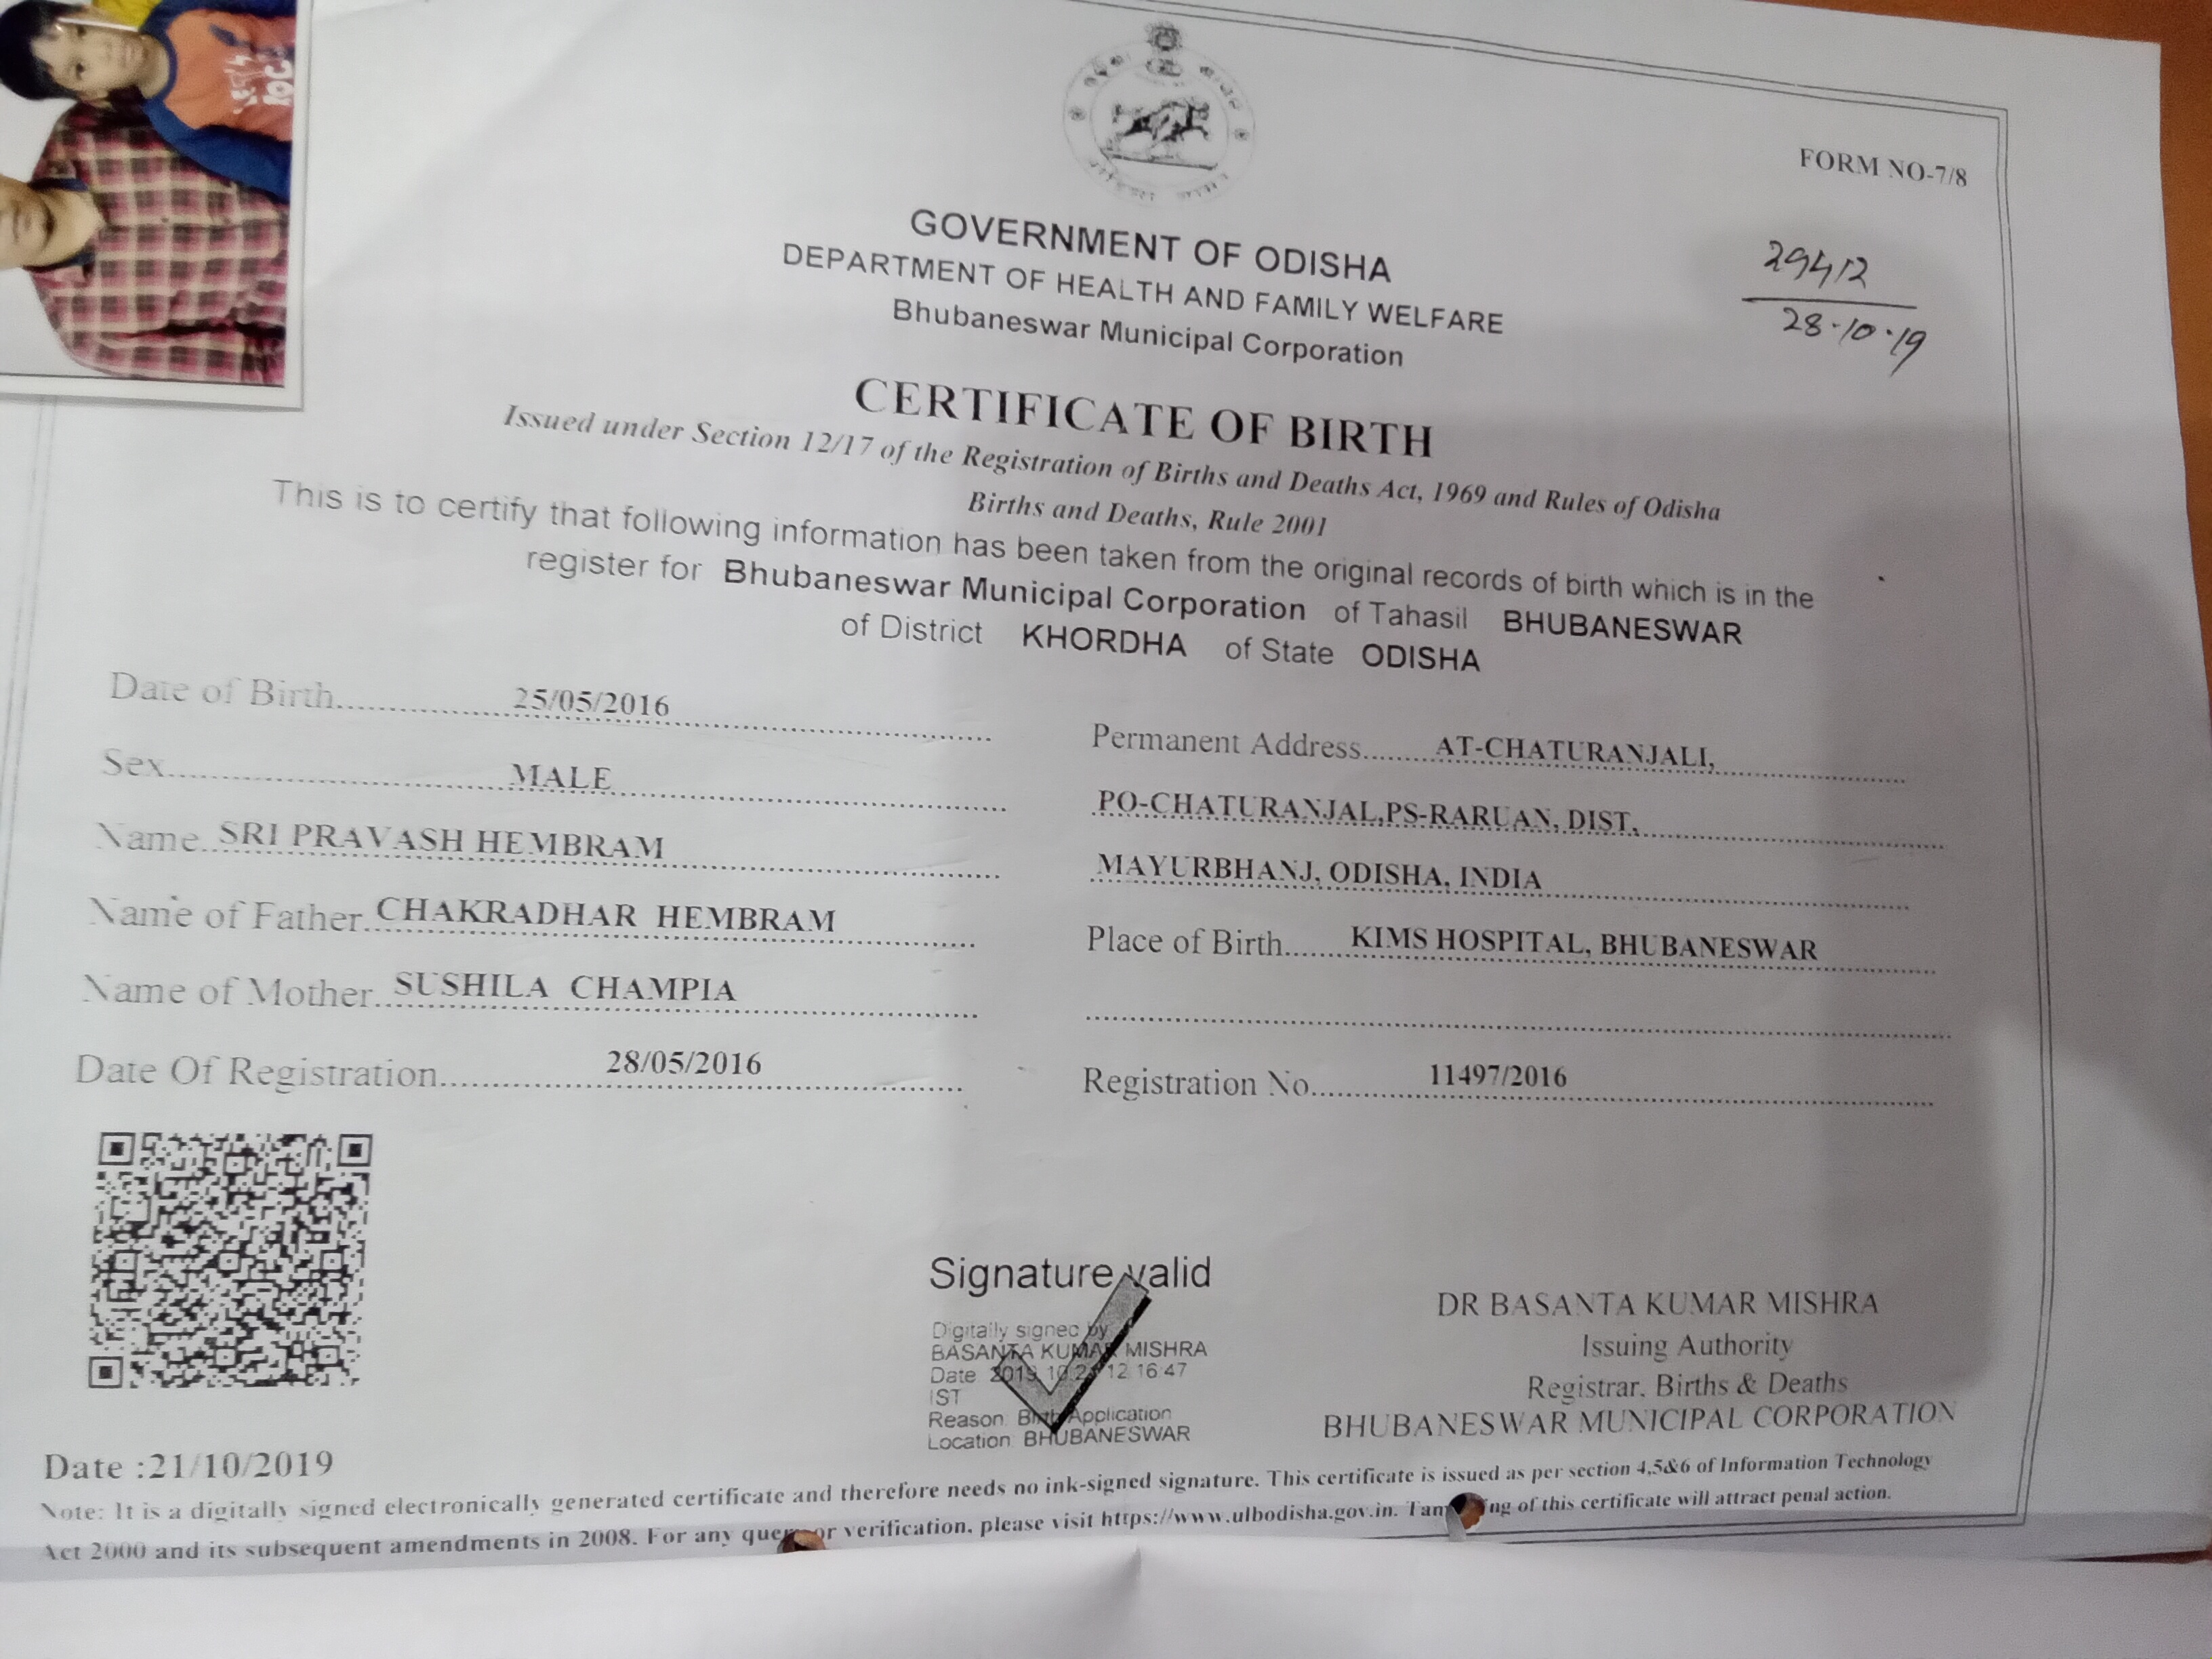 LET'S
ROC
FORM NO-7/8
29412
28·10·19
GOVERNMENT OF ODISHA
DEPARTMENT OF HEALTH AND FAMILY WELFARE
Bhubaneswar Municipal Corporation
CERTIFICATE OF BIRTH
Issued under Section 12/17 of the Registration of Births and Deaths Act, 1969 and Rules of Odisha
Births and Deaths, Rule 2001
This is to certify that following information has been taken from the original records of birth which is in the
register for Bhubaneswar Municipal Corporation of Tahasil BHUBANESWAR
of District KHORDHA of State ODISHA
Date of Birth 25/05/2016
Sex MALE
Name SRI PRAVASH HEMBRAM
Name of Father CHAKRADHAR HEMBRAM
Name of Mother SUSHILA CHAMPIA
Date Of Registration 28/05/2016
Permanent Address AT-CHATURANJALI,
PO-CHATURANJAL,PS-RARUAN, DIST.
MAYURBHANJ, ODISHA, INDIA
Place of Birth KIMS HOSPITAL, BHUBANESWAR
Registration No 11497/2016
Signature valid
Digitally signed by
BASANTA KUMAR MISHRA
Date 2019 10 12 16 47
IST
Reason Birth Application
Location BHUBANESWAR
DR BASANTA KUMAR MISHRA
Issuing Authority
Registrar, Births & Deaths
BHUBANESWAR MUNICIPAL CORPORATION
Date :21/10/2019
Note: It is a digitally signed electronically generated certificate and therefore needs no ink-signed signature. This certificate is issued as per section 4,5&6 of Information Technology
Act 2000 and its subsequent amendments in 2008. For any or verification, please visit https://www.ulbodisha.gov.in. of this certificate will attract penal action.